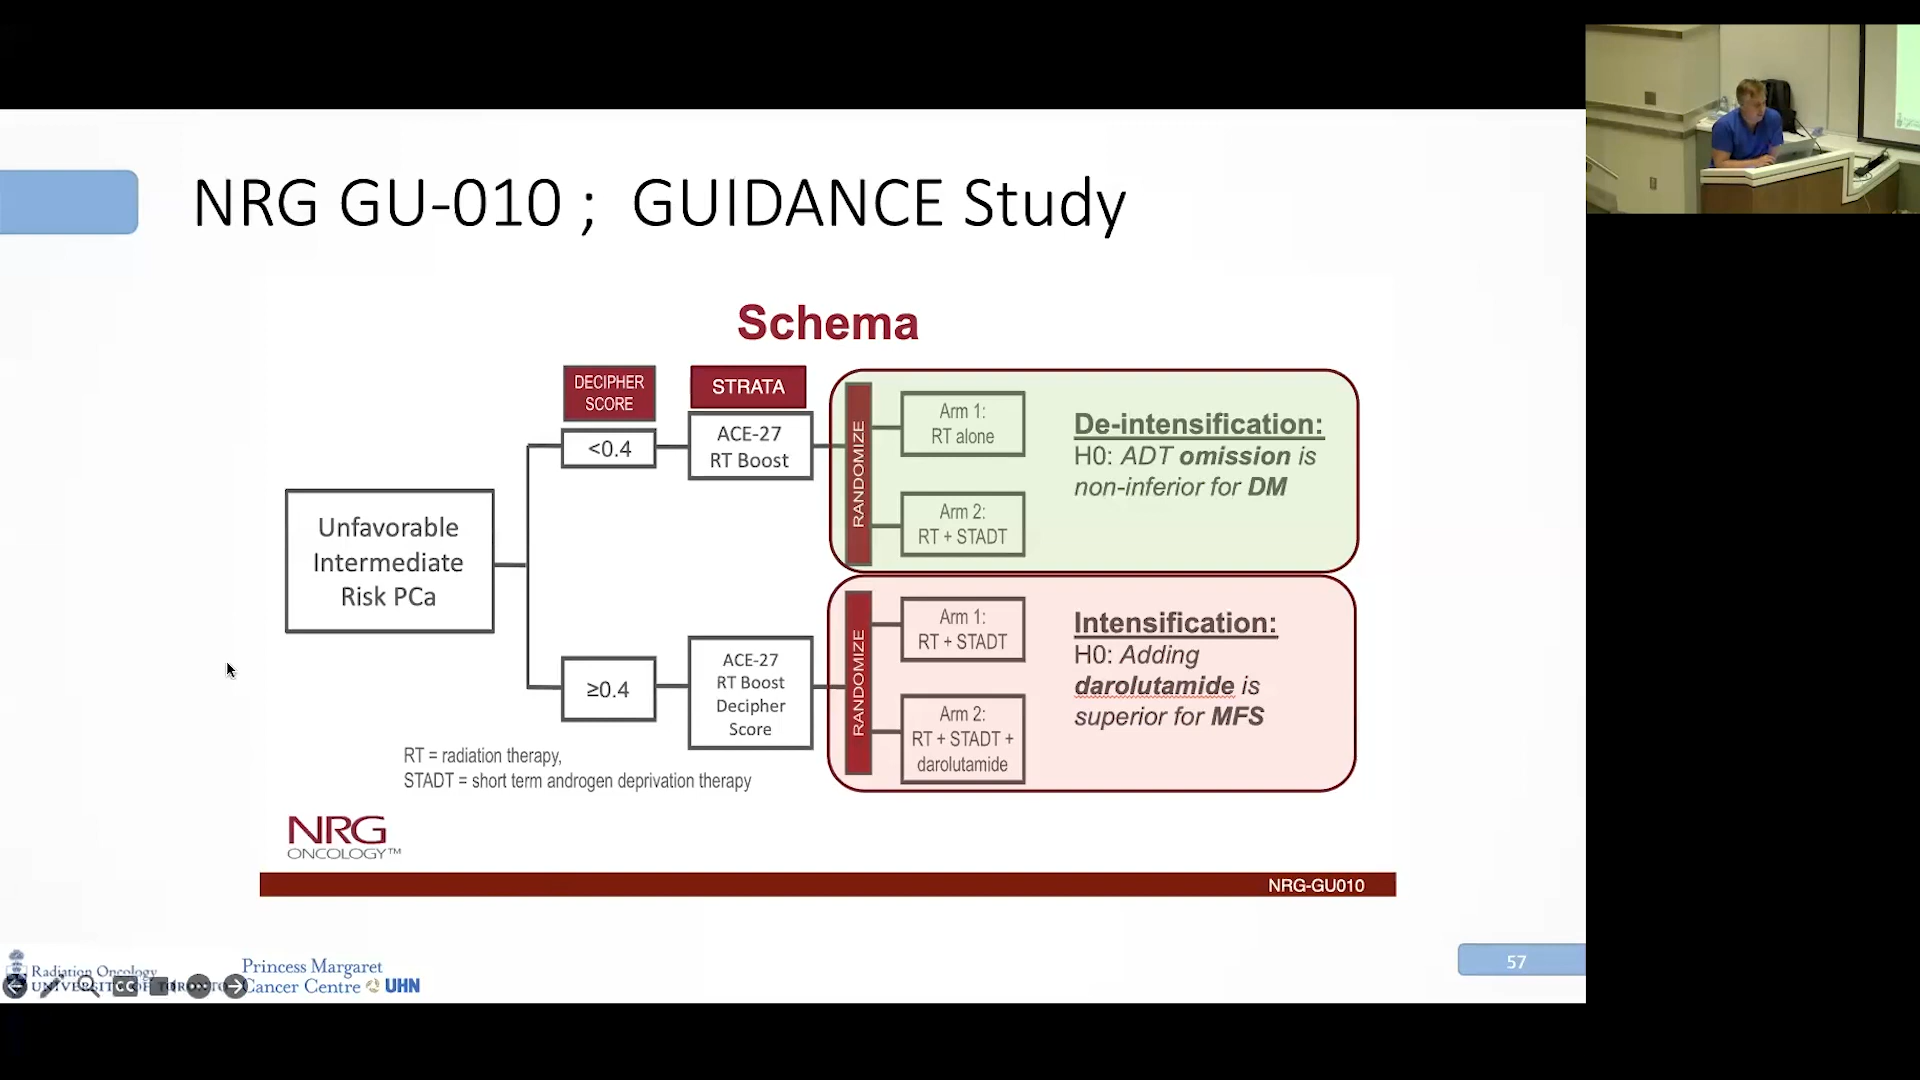 NRG GU-010 ; GUIDANCE Study
Schema
DECIPHER
SCORE
STRATA
<0.4
ACE-27
RT Boost
RANDOMIZE
Arm 1:
RT alone
Arm 2:
RT + STADT
De-intensification:
H0: ADT omission is
non-inferior for DM
Unfavorable
Intermediate
Risk PCa
≥0.4
ACE-27
RT Boost
Decipher
Score
RANDOMIZE
Arm 1:
RT + STADT
Arm 2:
RT + STADT +
darolutamide
Intensification:
H0: Adding
darolutamide is
superior for MFS
RT = radiation therapy,
STADT = short term androgen deprivation therapy
NRG
ONCOLOGY™
NRG-GU010
Radiation Oncology
UNIVERSITY OF TORONTO
Princess Margaret
Cancer Centre UHN
CC
57